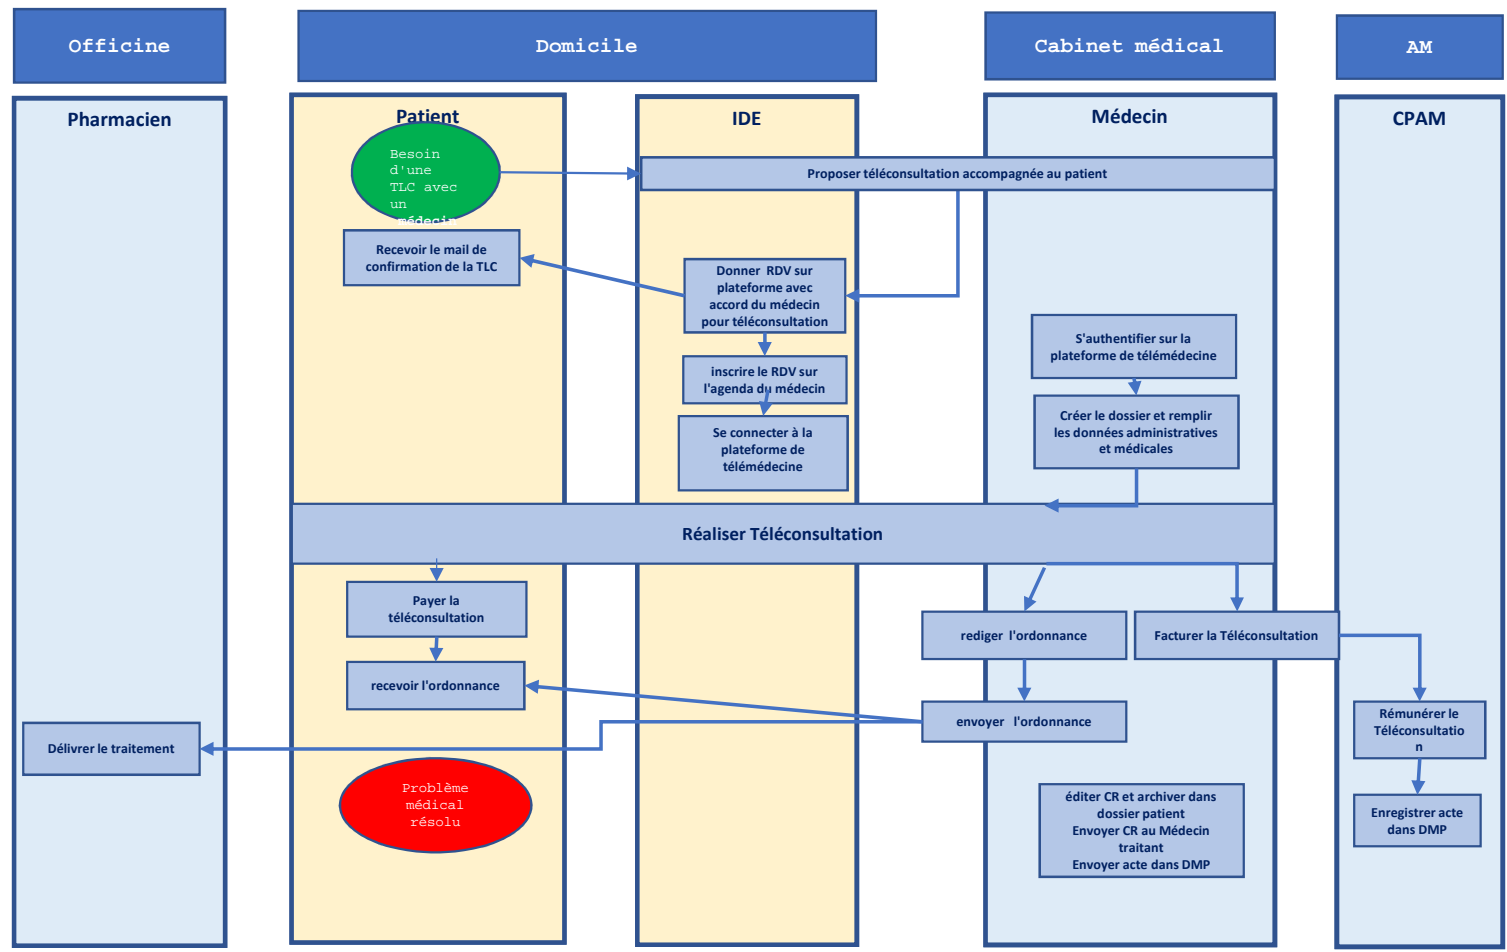 Officine
Domicile
Cabinet médical
AM
Pharmacien
Patient
IDE
Médecin
CPAM
Besoin
d'une
TLC avec
un
médecin
Proposer téléconsultation accompagnée au patient
Recevoir le mail de
confirmation de la TLC
Donner RDV sur
plateforme avec
accord du médecin
pour téléconsultation
inscrire le RDV sur
l'agenda du médecin
Se connecter à la
plateforme de
télémédecine
S'authentifier sur la
plateforme de télémédecine
Créer le dossier et remplir
les données administratives
et médicales
Réaliser Téléconsultation
Payer la
téléconsultation
recevoir l'ordonnance
rediger l'ordonnance
Facturer la Téléconsultation
envoyer l'ordonnance
Délivrer le traitement
Rémunérer le
Téléconsultatio
n
Problème
médical
résolu
éditer CR et archiver dans
dossier patient
Envoyer CR au Médecin
traitant
Envoyer acte dans DMP
Enregistrer acte
dans DMP